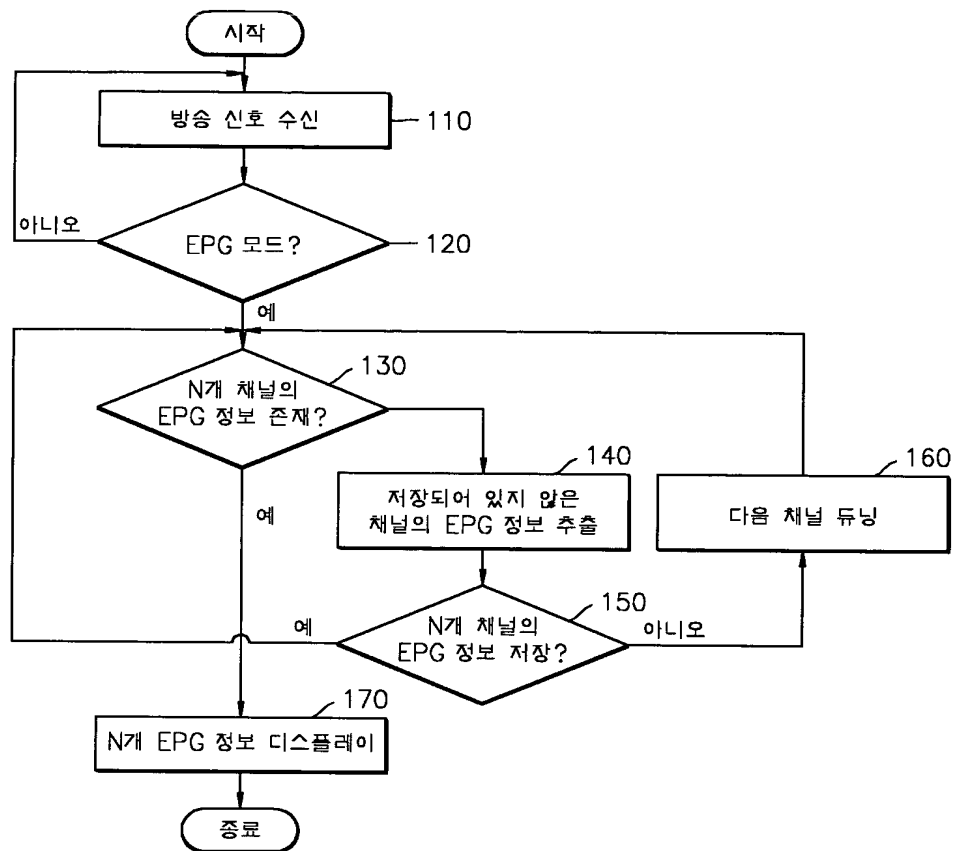 시작
방송 신호 수신
110
아니오
EPG 모드?
120
예
130
N개 채널의
EPG 정보 존재?
140
160
저장되어 있지 않은
채널의 EPG 정보 추출
다음 채널 듀닝
예
150
예
N개 채널의
EPG 정보 저장?
아니오
170
N개 EPG 정보 디스플레이
종료